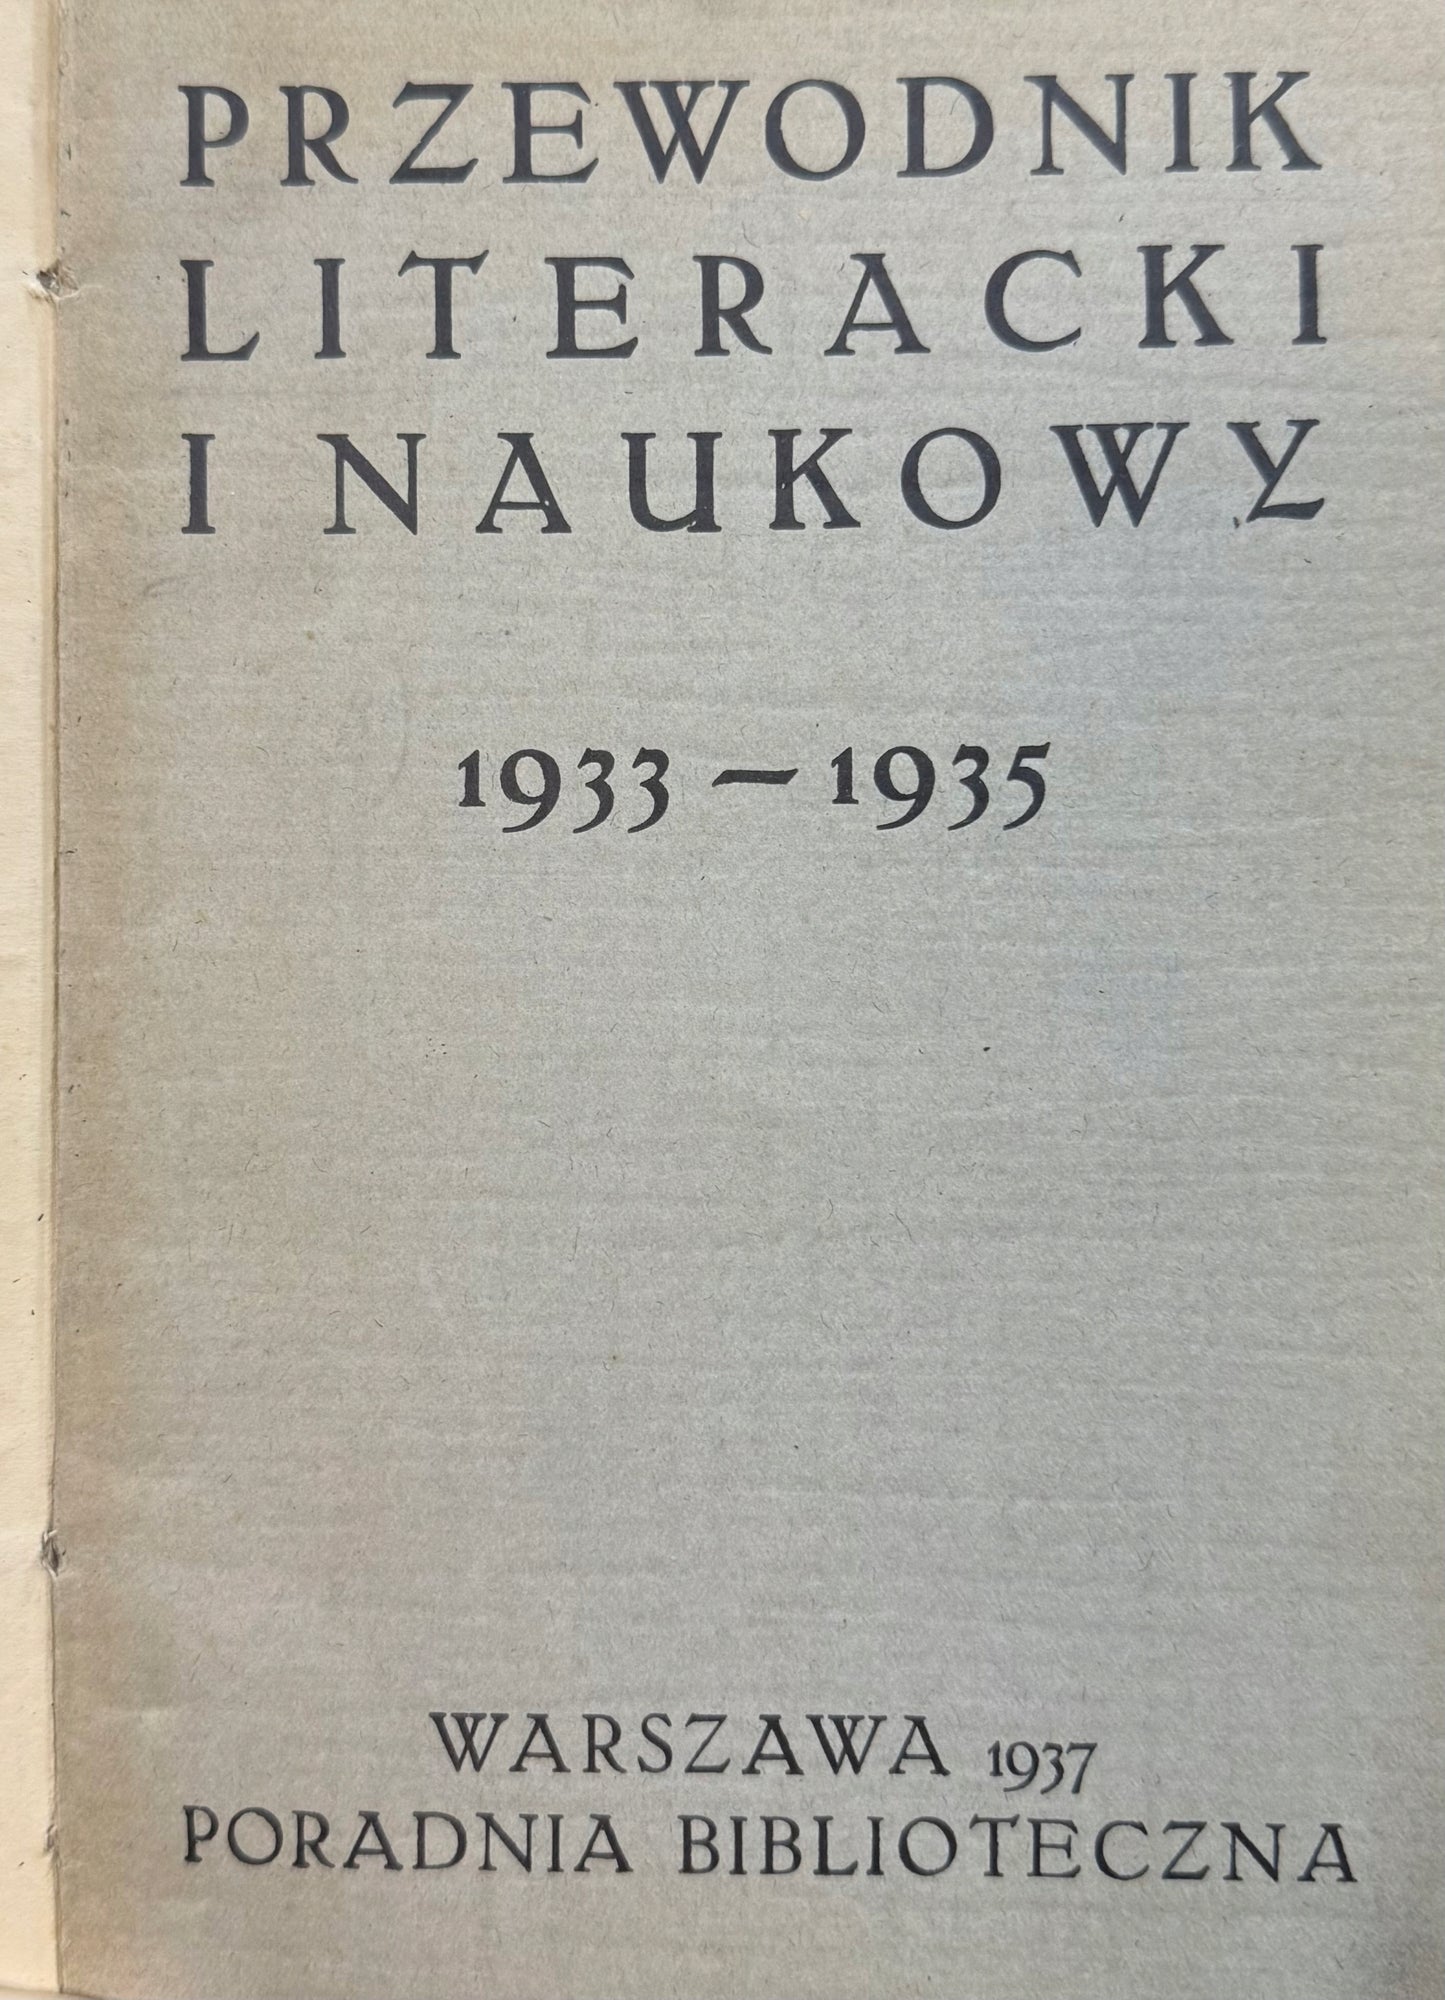 PRZEWODNIK
LITERACKI
I NAUKOWY
1933 — 1935
WARSZAWA 1937
PORADNIA BIBLIOTECZNA